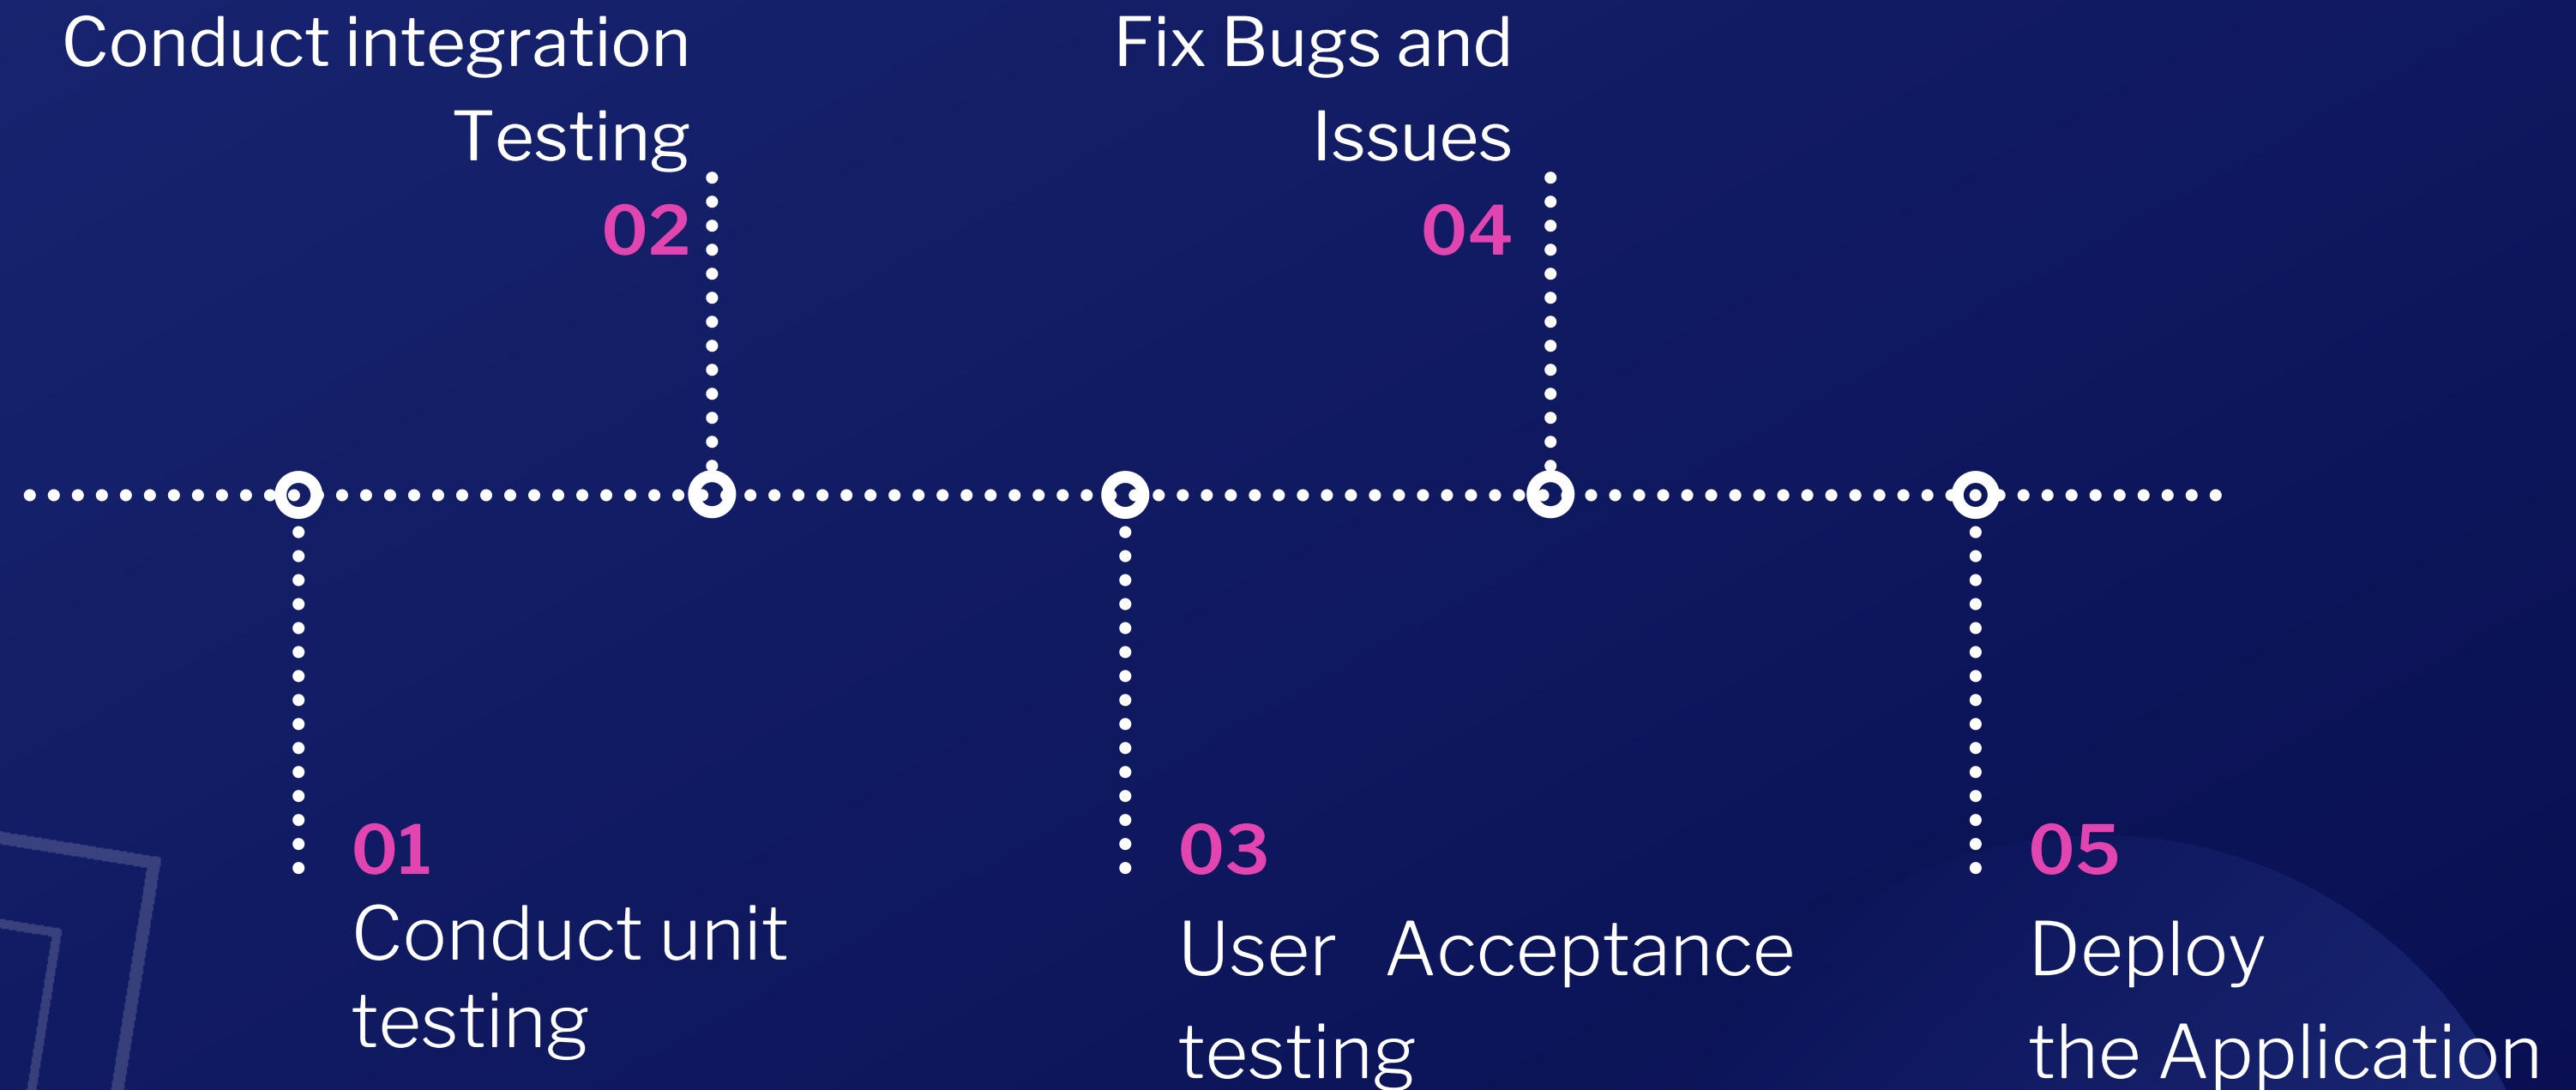 Conduct integration
Testing
02
Fix Bugs and
Issues
04
01
Conduct unit
testing
03
User Acceptance
testing
05
Deploy
the Application